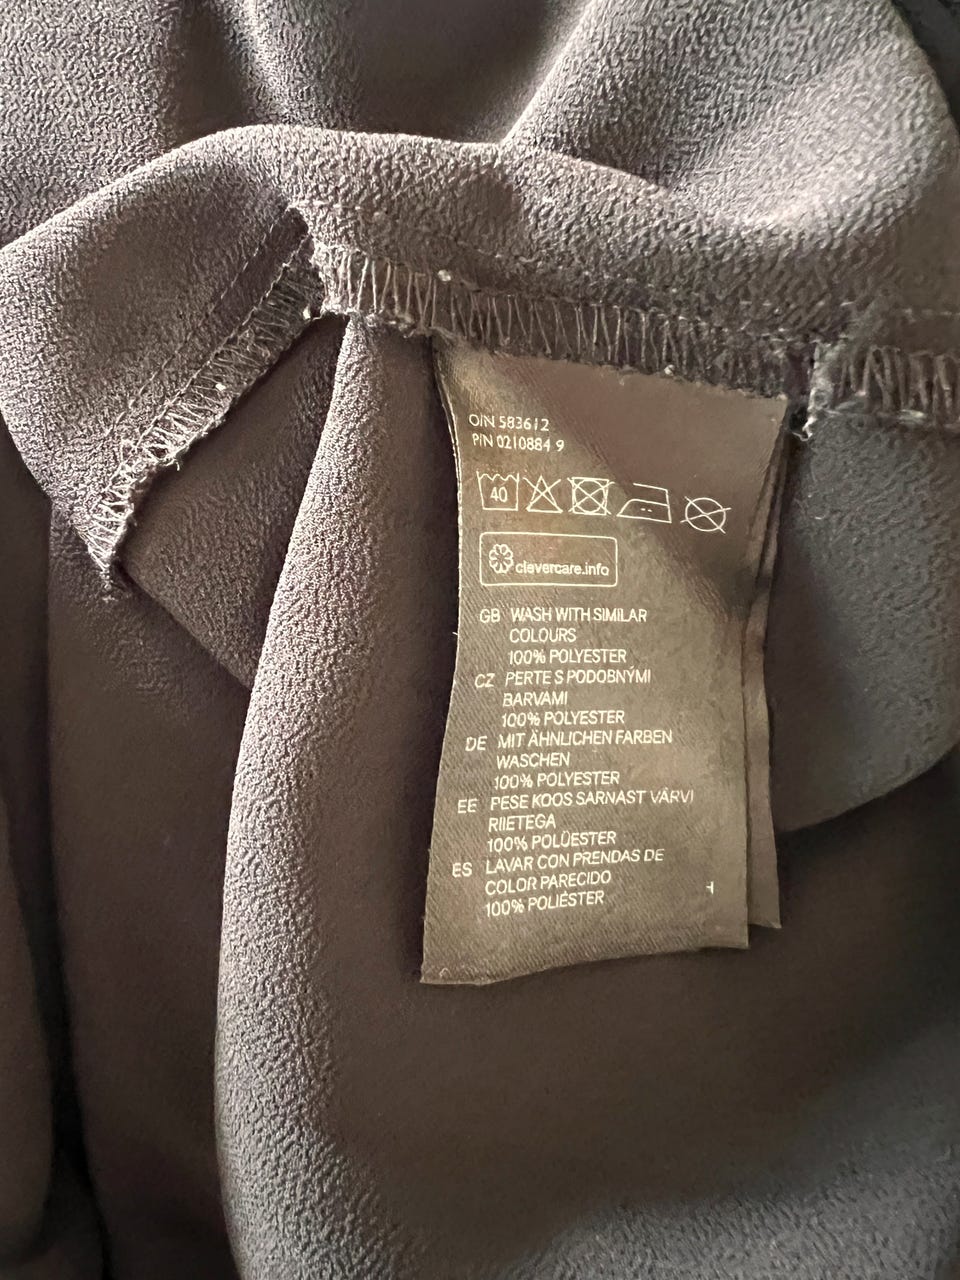 OIN 583612
P/N 0210884 9
40
clevercare.info
GB WASH WITH SIMILAR
COLOURS
100% POLYESTER
CZ PERTE S PODOBNÝMI
BARVAMI
100% POLYESTER
DE MIT ÄHNLICHEN FARBEN
WASCHEN
100% POLYESTER
EE PESE KOOS SARNAST VÄRVI
RIIETEGA
100% POLÜESTER
ES LAVAR CON PRENDAS DE
COLOR PARECIDO
100% POLIÉSTER